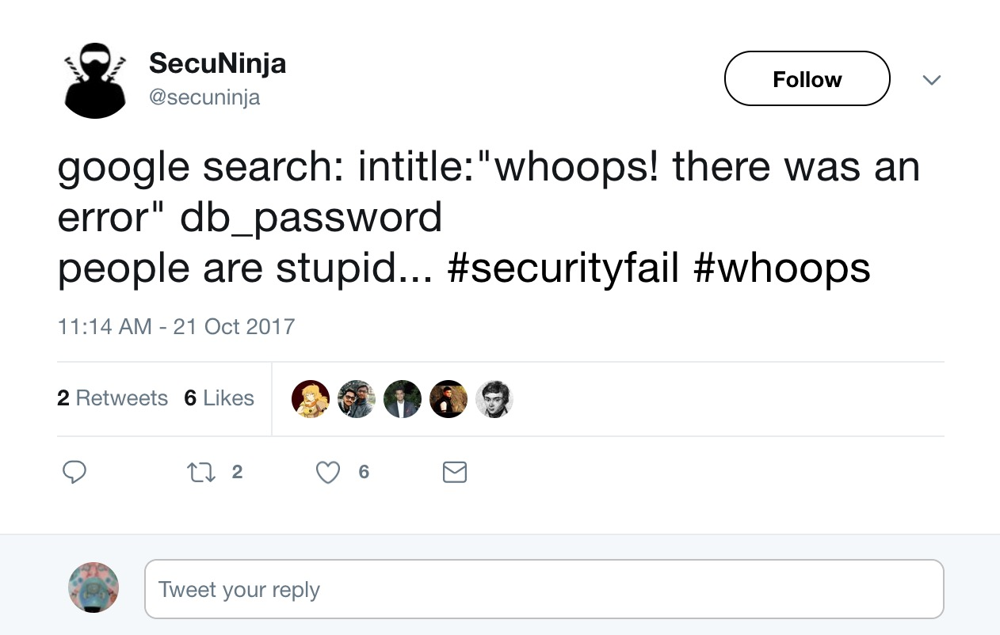 SecuNinja
@secuninja
Follow
google search: intitle:"whoops! there was an
error" db_password
people are stupid... #securityfail #whoops
11:14 AM - 21 Oct 2017
2 Retweets 6 Likes
2 6
Tweet your reply